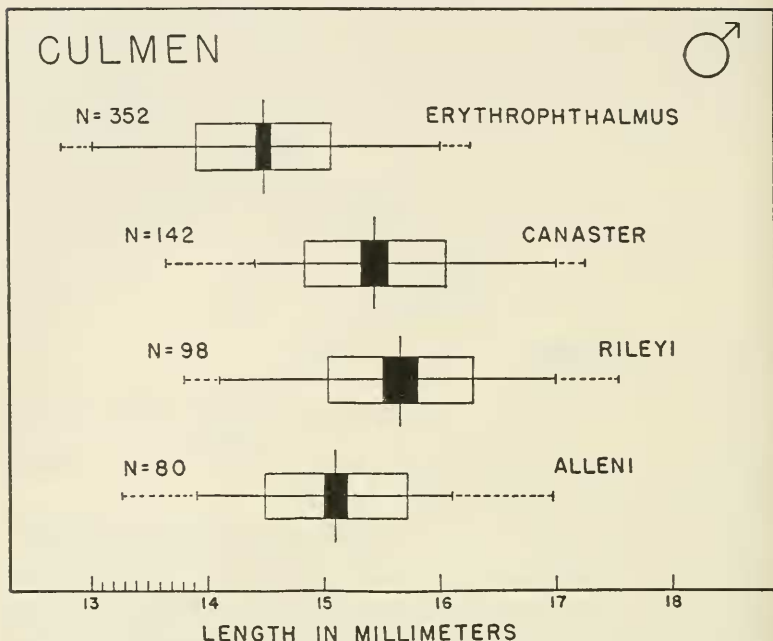 CULMEN
N= 352 ERYTHROPHTHALMUS
N=142 CANASTER
N=98 RILEYI
N=80 ALLENI
13 14 15 16 17 18
LENGTH IN MILLIMETERS